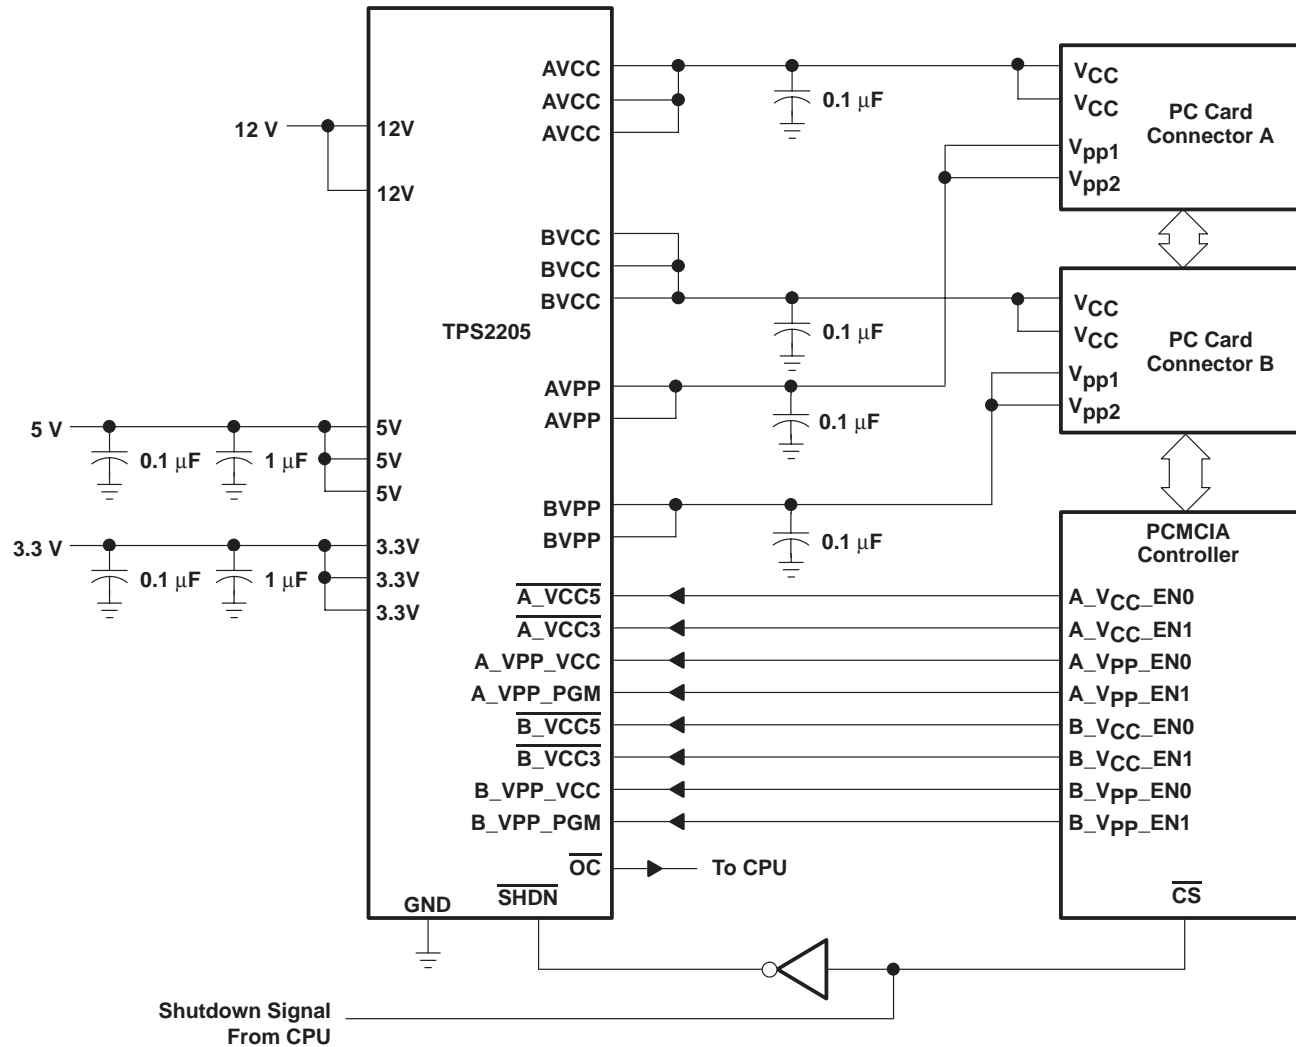 12 V
12V
12V
5 V
0.1 μF
1 μF
5V
5V
5V
3.3 V
0.1 μF
1 μF
3.3V
3.3V
3.3V
TPS2205
AVCC
AVCC
AVCC
BVCC
BVCC
BVCC
AVPP
AVPP
BVPP
BVPP
A_VCC5
A_VCC3
A_VPP_VCC
A_VPP_PGM
B_VCC5
B_VCC3
B_VPP_VCC
B_VPP_PGM
OC
SHDN
GND
0.1 μF
0.1 μF
0.1 μF
0.1 μF
To CPU
VCC
VCC
Vpp1
Vpp2
PC Card
Connector A
VCC
VCC
Vpp1
Vpp2
PC Card
Connector B
PCMCIA
Controller
A_VCC_EN0
A_VCC_EN1
A_VPP_EN0
A_VPP_EN1
B_VCC_EN0
B_VCC_EN1
B_VPP_EN0
B_VPP_EN1
CS
Shutdown Signal
From CPU